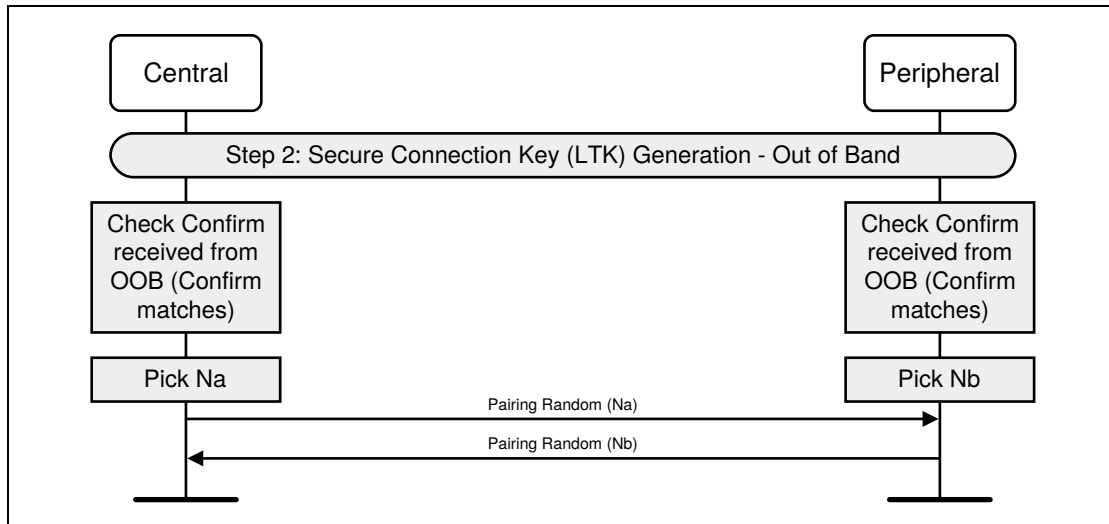 Central
Peripheral
Step 2: Secure Connection Key (LTK) Generation - Out of Band
Check Confirm
received from
OOB (Confirm
matches)
Check Confirm
received from
OOB (Confirm
matches)
Pick Na
Pick Nb
Pairing Random (Na)
Pairing Random (Nb)